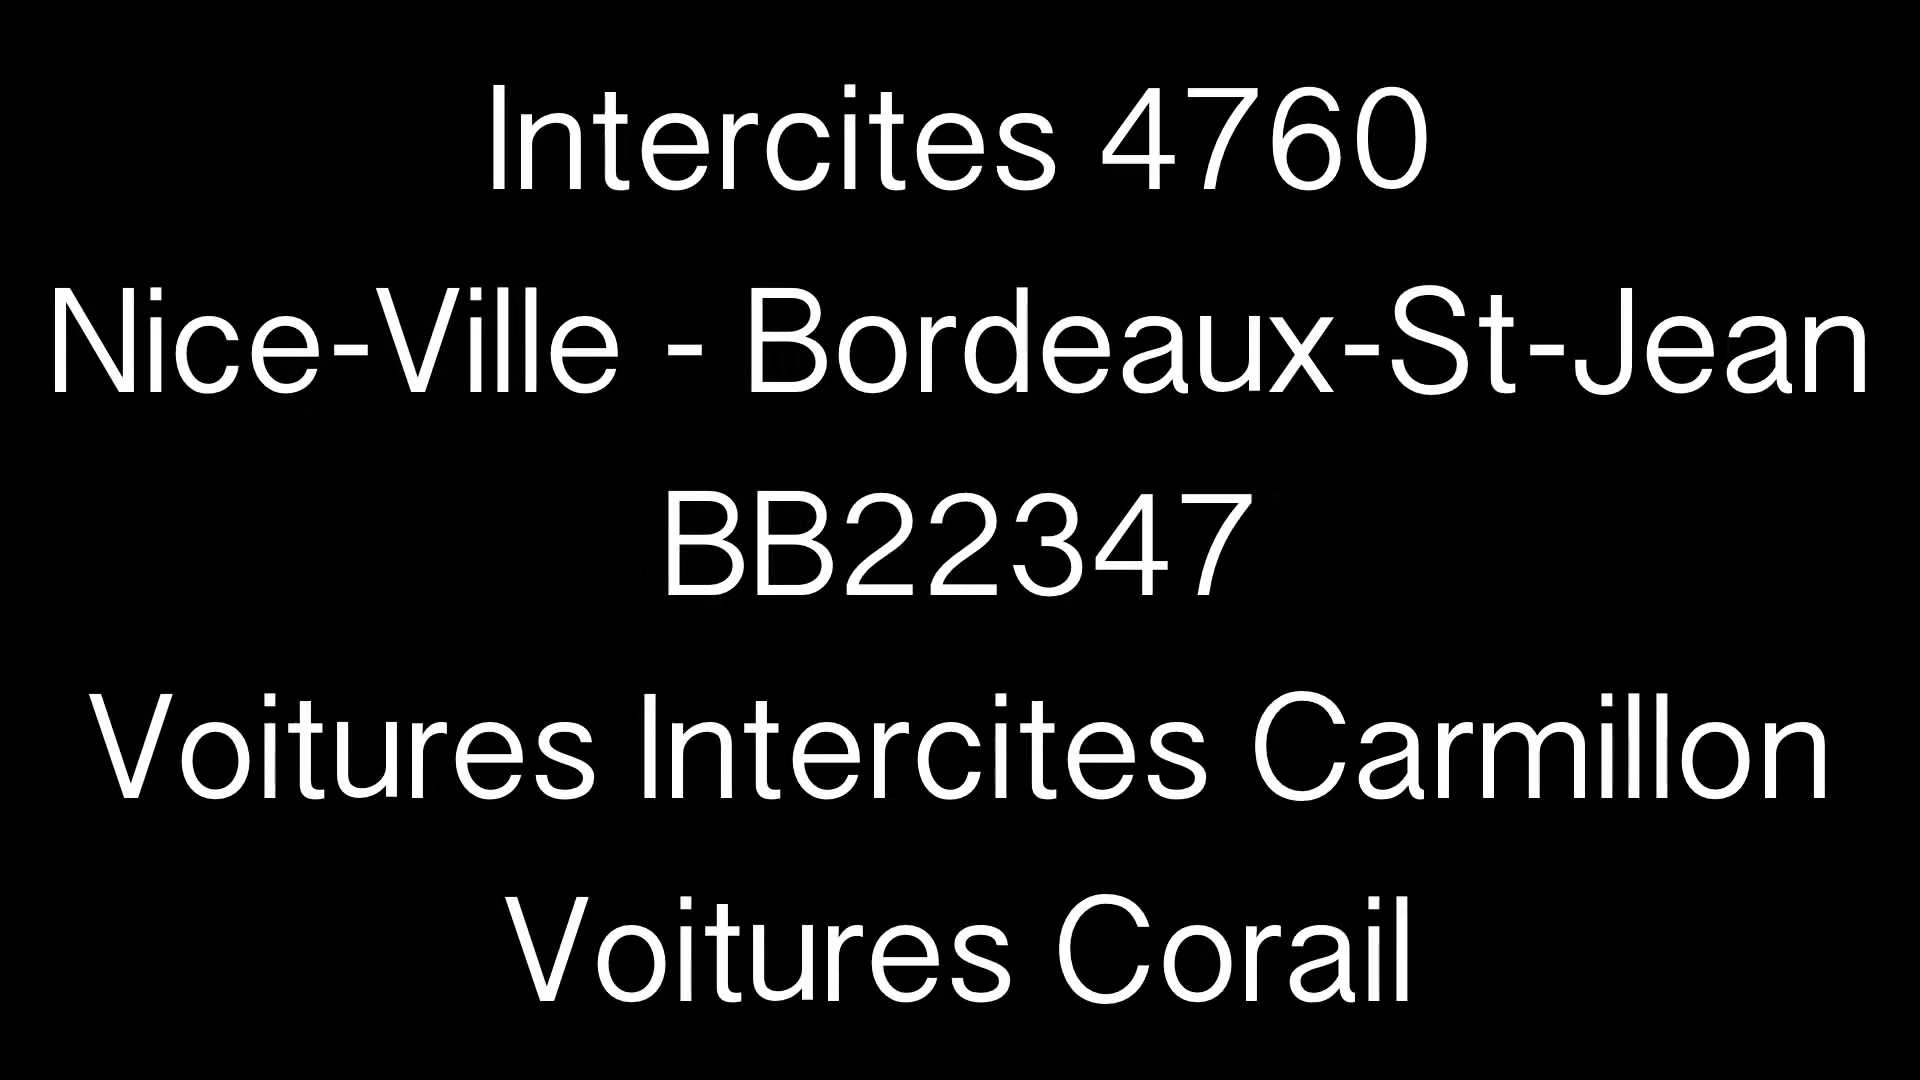 Intercites 4760
Nice-Ville - Bordeaux-St-Jean
BB22347
Voitures Intercites Carmillon
Voitures Corail